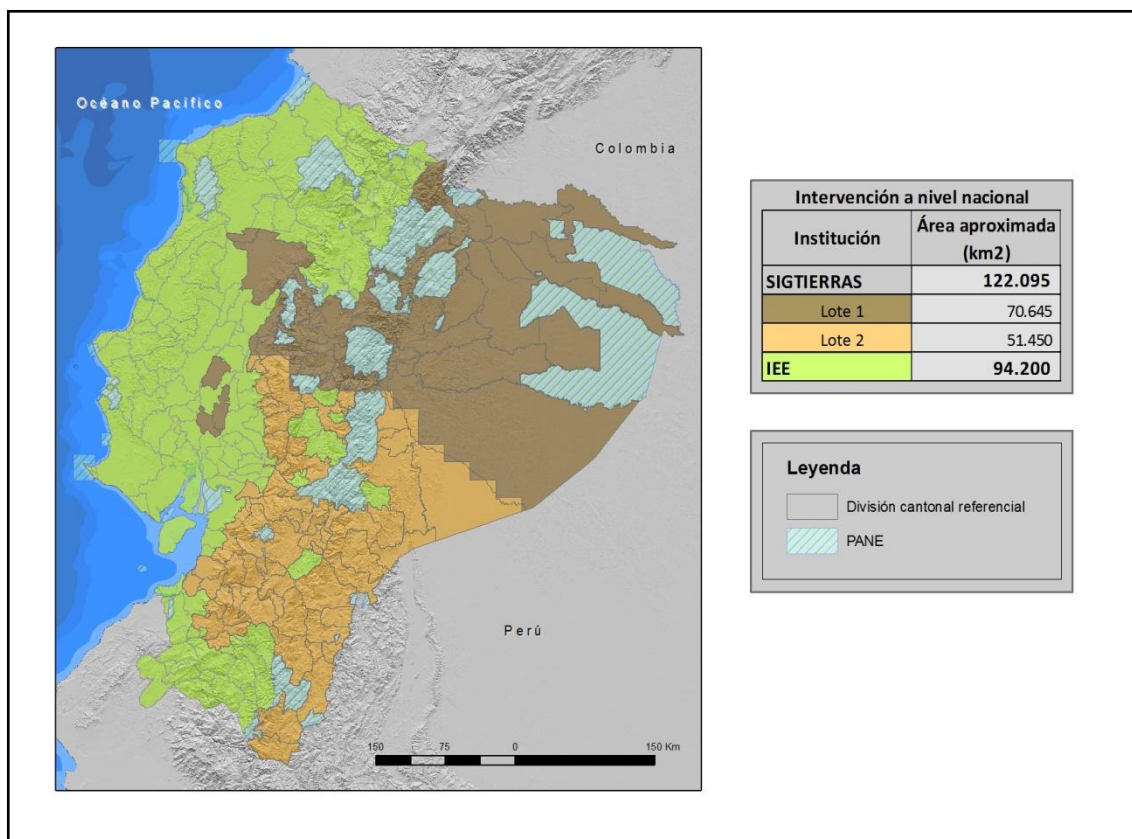 Océano Pacífico
Colombia
Perú
150 75 0 150 Km
Intervención a nivel nacional
Institución Área aproximada
(km2)
SIGTIERRAS 122.095
Lote 1 70.645
Lote 2 51.450
IEE 94.200
Leyenda
División cantonal referencial
PANE